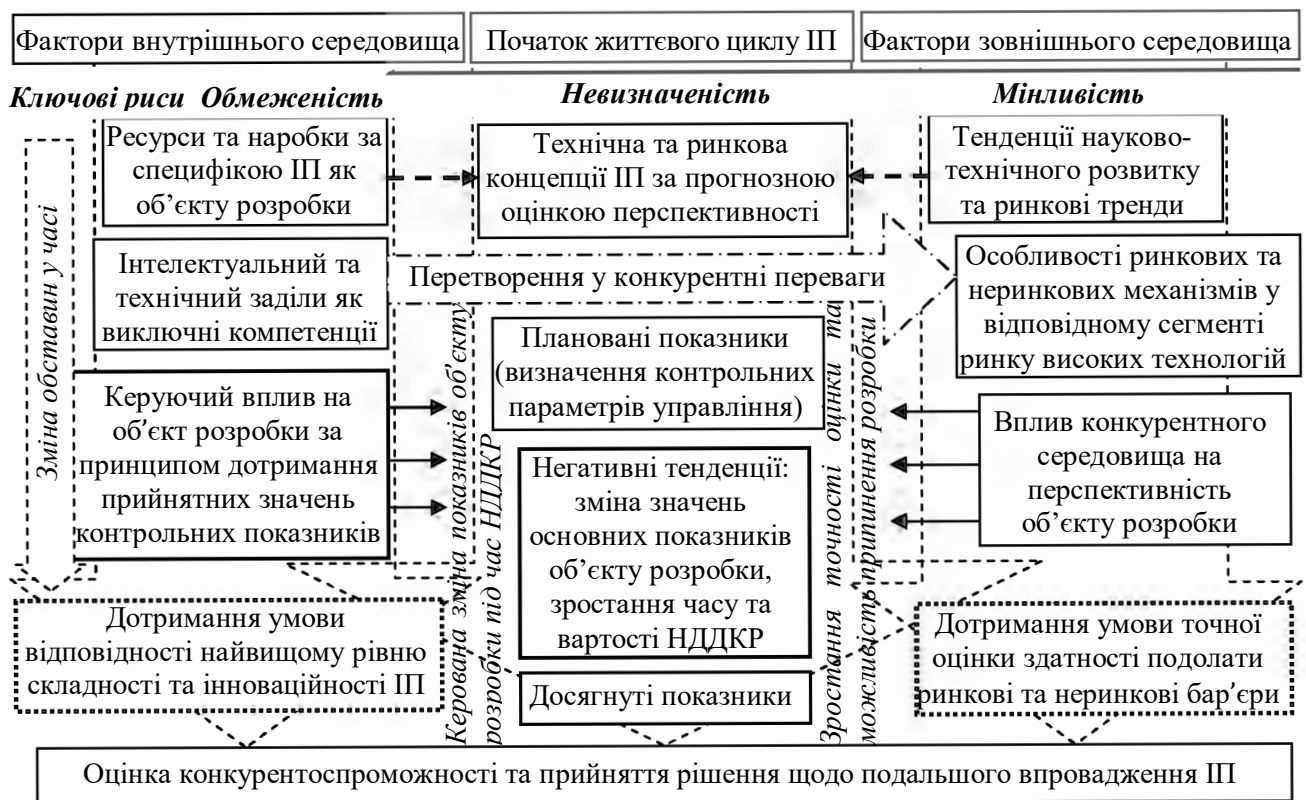 Фактори внутрішнього середовища
Початок життєвого циклу ІП
Фактори зовнішнього середовища
Ключові риси Обмеженість
Невизначеність
Мінливість
Зміна обставин у часі
Ресурси та наробки за
специфікою ІП як
об’єкту розробки
Технічна та ринкова
концепції ІП за прогнозною
оцінкою перспективності
Тенденції науково-
технічного розвитку
та ринкові тренди
Інтелектуальний та
технічний заділи як
виключні компетенції
Перетворення у конкурентні переваги
Особливості ринкових та
неринкових механізмів у
відповідному сегменті
ринку високих технологій
Керуючий вплив на
об’єкт розробки за
принципом дотримання
прийнятних значень
контрольних показників
Керована зміна показників об’єкту
розробки під час НДДКР
Плановані показники
(визначення контрольних
параметрів управління)
Негативні тенденції:
зміна значень
основних показників
об’єкту розробки,
зростання часу та
вартості НДДКР
Досягнуті показники
Зростання точності оцінки та
можливість припинення розробки
Вплив конкурентного
середовища на
перспективність
об’єкту розробки
Дотримання умови
відповідності найвищому рівню
складності та інноваційності ІП
Дотримання умови точної
оцінки здатності подолати
ринкові та неринкові бар’єри
Оцінка конкурентоспроможності та прийняття рішення щодо подальшого впровадження ІП